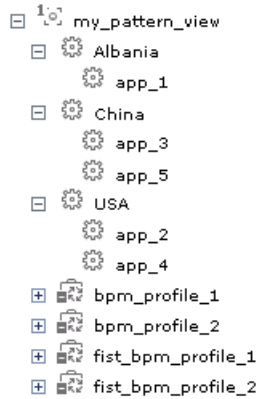 my_pattern_view
Albania
app_1
China
app_3
app_5
USA
app_2
app_4
bpm_profile_1
bpm_profile_2
fist_bpm_profile_1
fist_bpm_profile_2